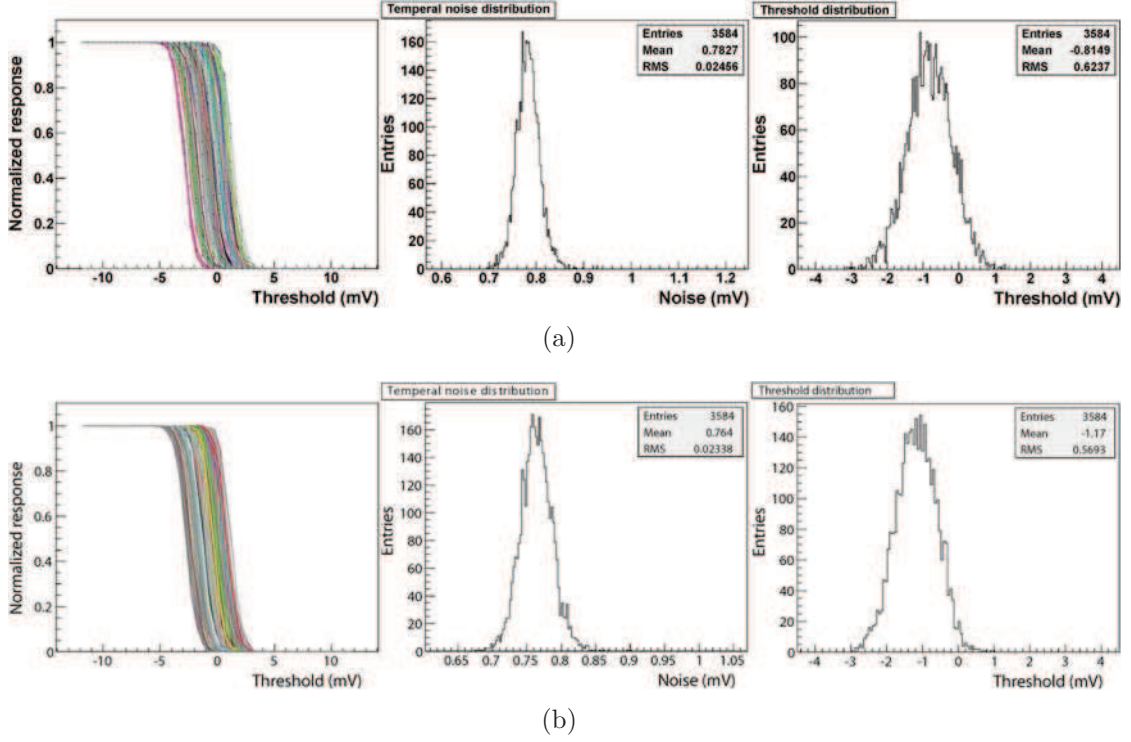 Temperal noise distribution
Threshold distribution
Entries 3584
Mean 0.7827
RMS 0.02456
Entries 3584
Mean -0.8149
RMS 0.6237
Normalized response
1
0.8
0.6
0.4
0.2
0
-10
-5
0
5
10
Threshold (mV)
Entries
160
140
120
100
80
60
40
20
0
0.6
0.7
0.8
0.9
1
1.1
1.2
Noise (mV)
Entries
100
80
60
40
20
0
-4
-3
-2
-1
0
1
2
3
4
Threshold (mV)
(a)
Temperal noise distribution
Threshold distribution
Entries 3584
Mean 0.764
RMS 0.02338
Entries 3584
Mean -1.17
RMS 0.5693
Normalized response
1
0.8
0.6
0.4
0.2
-10
-5
0
5
10
Threshold (mV)
Entries
160
140
120
100
80
60
40
20
0
0.65
0.7
0.75
0.8
0.85
0.9
0.95
1
1.05
Noise (mV)
Entries
160
140
120
100
80
60
40
20
0
-4
-3
-2
-1
0
1
2
3
4
Threshold (mV)
(b)